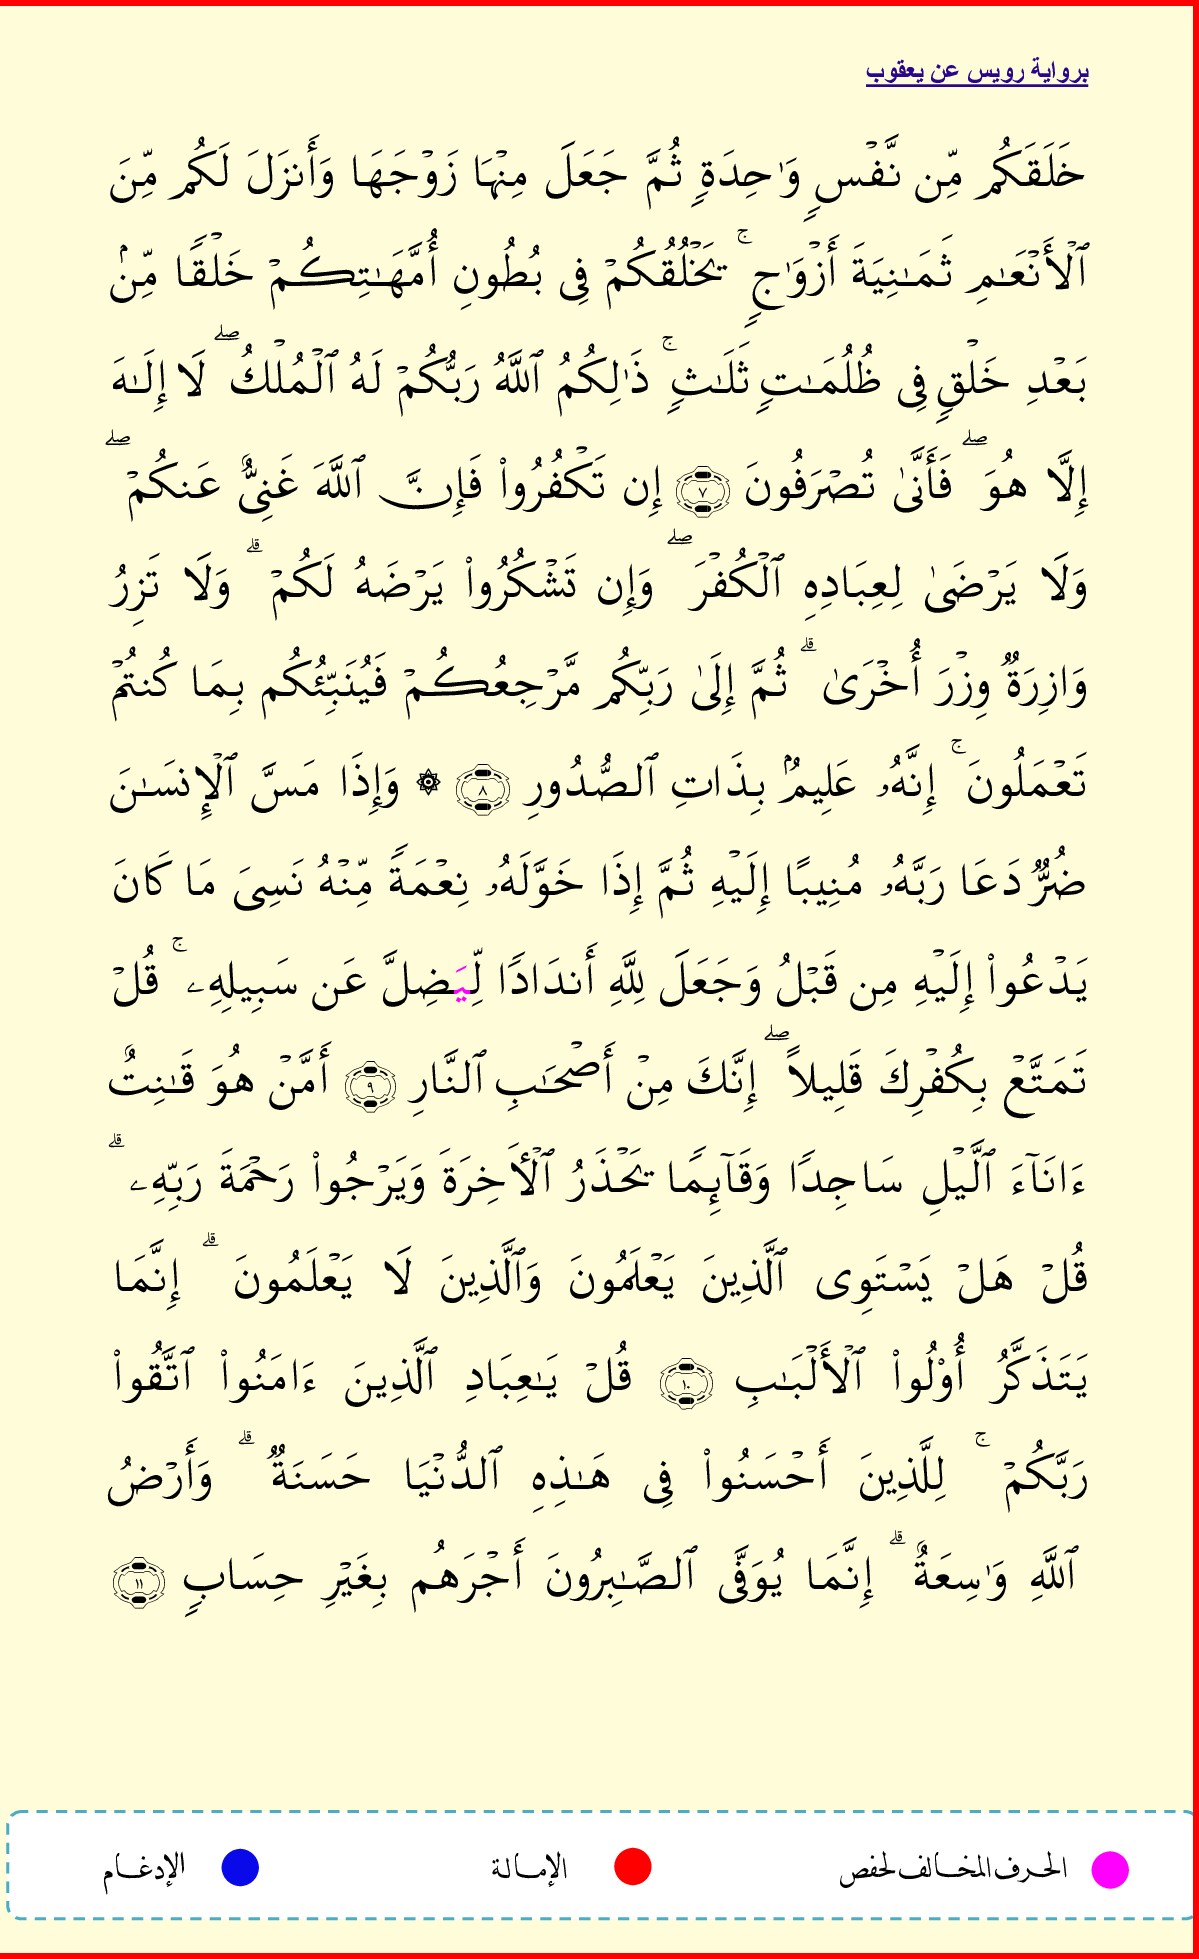 برواية رويس عن يعقوب
خَلَقَكُم مِّن نَّفْسٍ وَٰحِدَةٍ ثُمَّ جَعَلَ مِنْهَا زَوْجَهَا وَأَنزَلَ لَكُم مِّنَ
ٱلْأَنْعَـٰمِ ثَمَـٰنِيَةَ أَزْوَٰجٍ ۚ يَخْلُقُكُمْ فِى بُطُونِ أُمَّهَـٰتِكُمْ خَلْقًا مِّنۢ
بَعْدِ خَلْقٍ فِى ظُلُمَـٰتٍ ثَلَـٰثٍ ۚ ذَٰلِكُمُ ٱللَّهُ رَبُّكُمْ لَهُ ٱلْمُلْكُ ۖ لَا إِلَـٰهَ
إِلَّا هُوَ ۖ فَأَنَّىٰ تُصْرَفُونَ ٧ إِن تَكْفُرُوا۟ فَإِنَّ ٱللَّهَ غَنِىٌّ عَنكُمْ ۖ
وَلَا يَرْضَىٰ لِعِبَادِهِ ٱلْكُفْرَ ۖ وَإِن تَشْكُرُوا۟ يَرْضَهُ لَكُمْ ۗ وَلَا تَزِرُ
وَازِرَةٌ وِزْرَ أُخْرَىٰ ۗ ثُمَّ إِلَىٰ رَبِّكُم مَّرْجِعُكُمْ فَيُنَبِّئُكُم بِمَا كُنتُمْ
تَعْمَلُونَ ۚ إِنَّهُۥ عَلِيمٌۢ بِذَاتِ ٱلصُّدُورِ ٨ ۞ وَإِذَا مَسَّ ٱلْإِنسَـٰنَ
ضُرٌّ دَعَا رَبَّهُۥ مُنِيبًا إِلَيْهِ ثُمَّ إِذَا خَوَّلَهُۥ نِعْمَةً مِّنْهُ نَسِىَ مَا كَانَ
يَدْعُوا۟ إِلَيْهِ مِن قَبْلُ وَجَعَلَ لِلَّهِ أَندَادًا لِّيَضِلَّ عَن سَبِيلِهِۦ ۚ قُلْ
تَمَتَّعْ بِكُفْرِكَ قَلِيلًا ۖ إِنَّكَ مِنْ أَصْحَـٰبِ ٱلنَّارِ ٩ أَمَّنْ هُوَ قَـٰنِتٌ
ءَانَآءَ ٱلَّيْلِ سَاجِدًا وَقَآئِمًا يَحْذَرُ ٱلْأَخِرَةَ وَيَرْجُوا۟ رَحْمَةَ رَبِّهِۦ ۗ
قُلْ هَلْ يَسْتَوِى ٱلَّذِينَ يَعْلَمُونَ وَٱلَّذِينَ لَا يَعْلَمُونَ ۗ إِنَّمَا
يَتَذَكَّرُ أُو۟لُوا۟ ٱلْأَلْبَـٰبِ ١٠ قُلْ يَـٰعِبَادِ ٱلَّذِينَ ءَامَنُوا۟ ٱتَّقُوا۟
رَبَّكُمْ ۚ لِلَّذِينَ أَحْسَنُوا۟ فِى هَـٰذِهِ ٱلدُّنْيَا حَسَنَةٌ ۗ وَأَرْضُ
ٱللَّهِ وَٰسِعَةٌ ۗ إِنَّمَا يُوَفَّى ٱلصَّـٰبِرُونَ أَجْرَهُم بِغَيْرِ حِسَابٍ ١١
الحرف المخالف لحفص الإمالة الإدغام